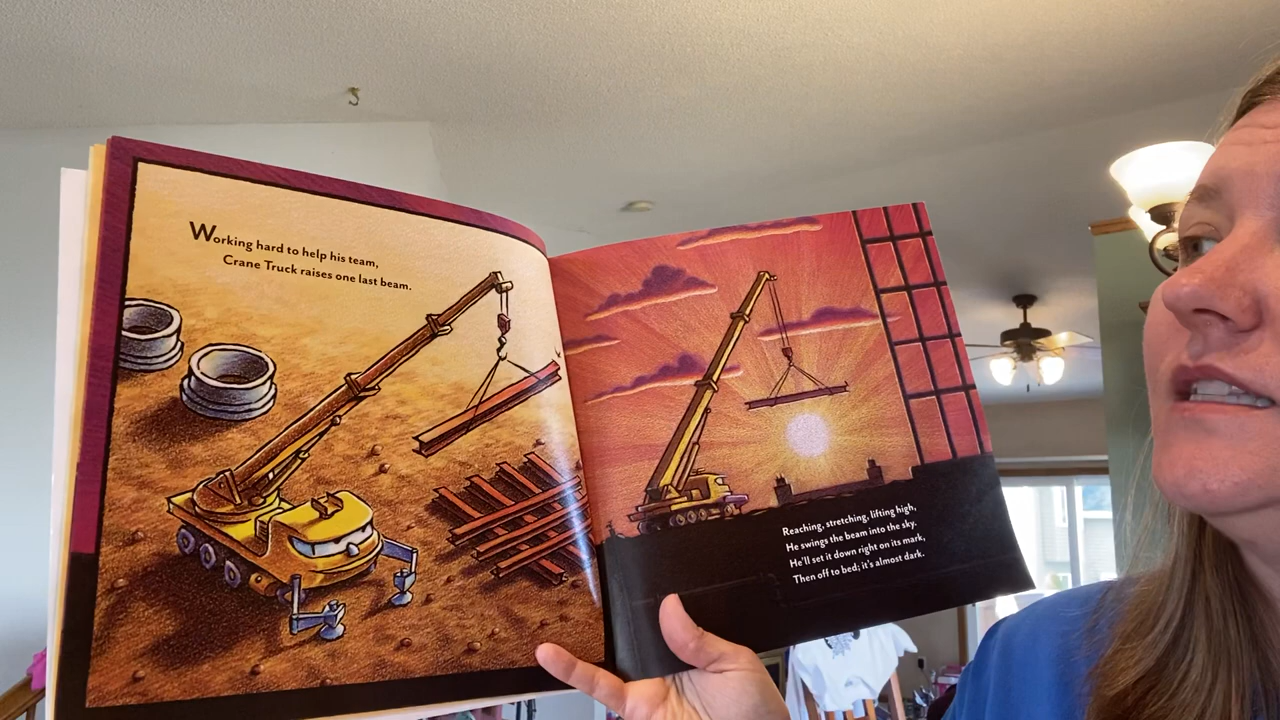 Working hard to help his team,
Crane Truck raises one last beam.
Reaching, stretching, lifting high,
He swings the beam into the sky.
He'll set it down right on its mark,
Then off to bed; it's almost dark.